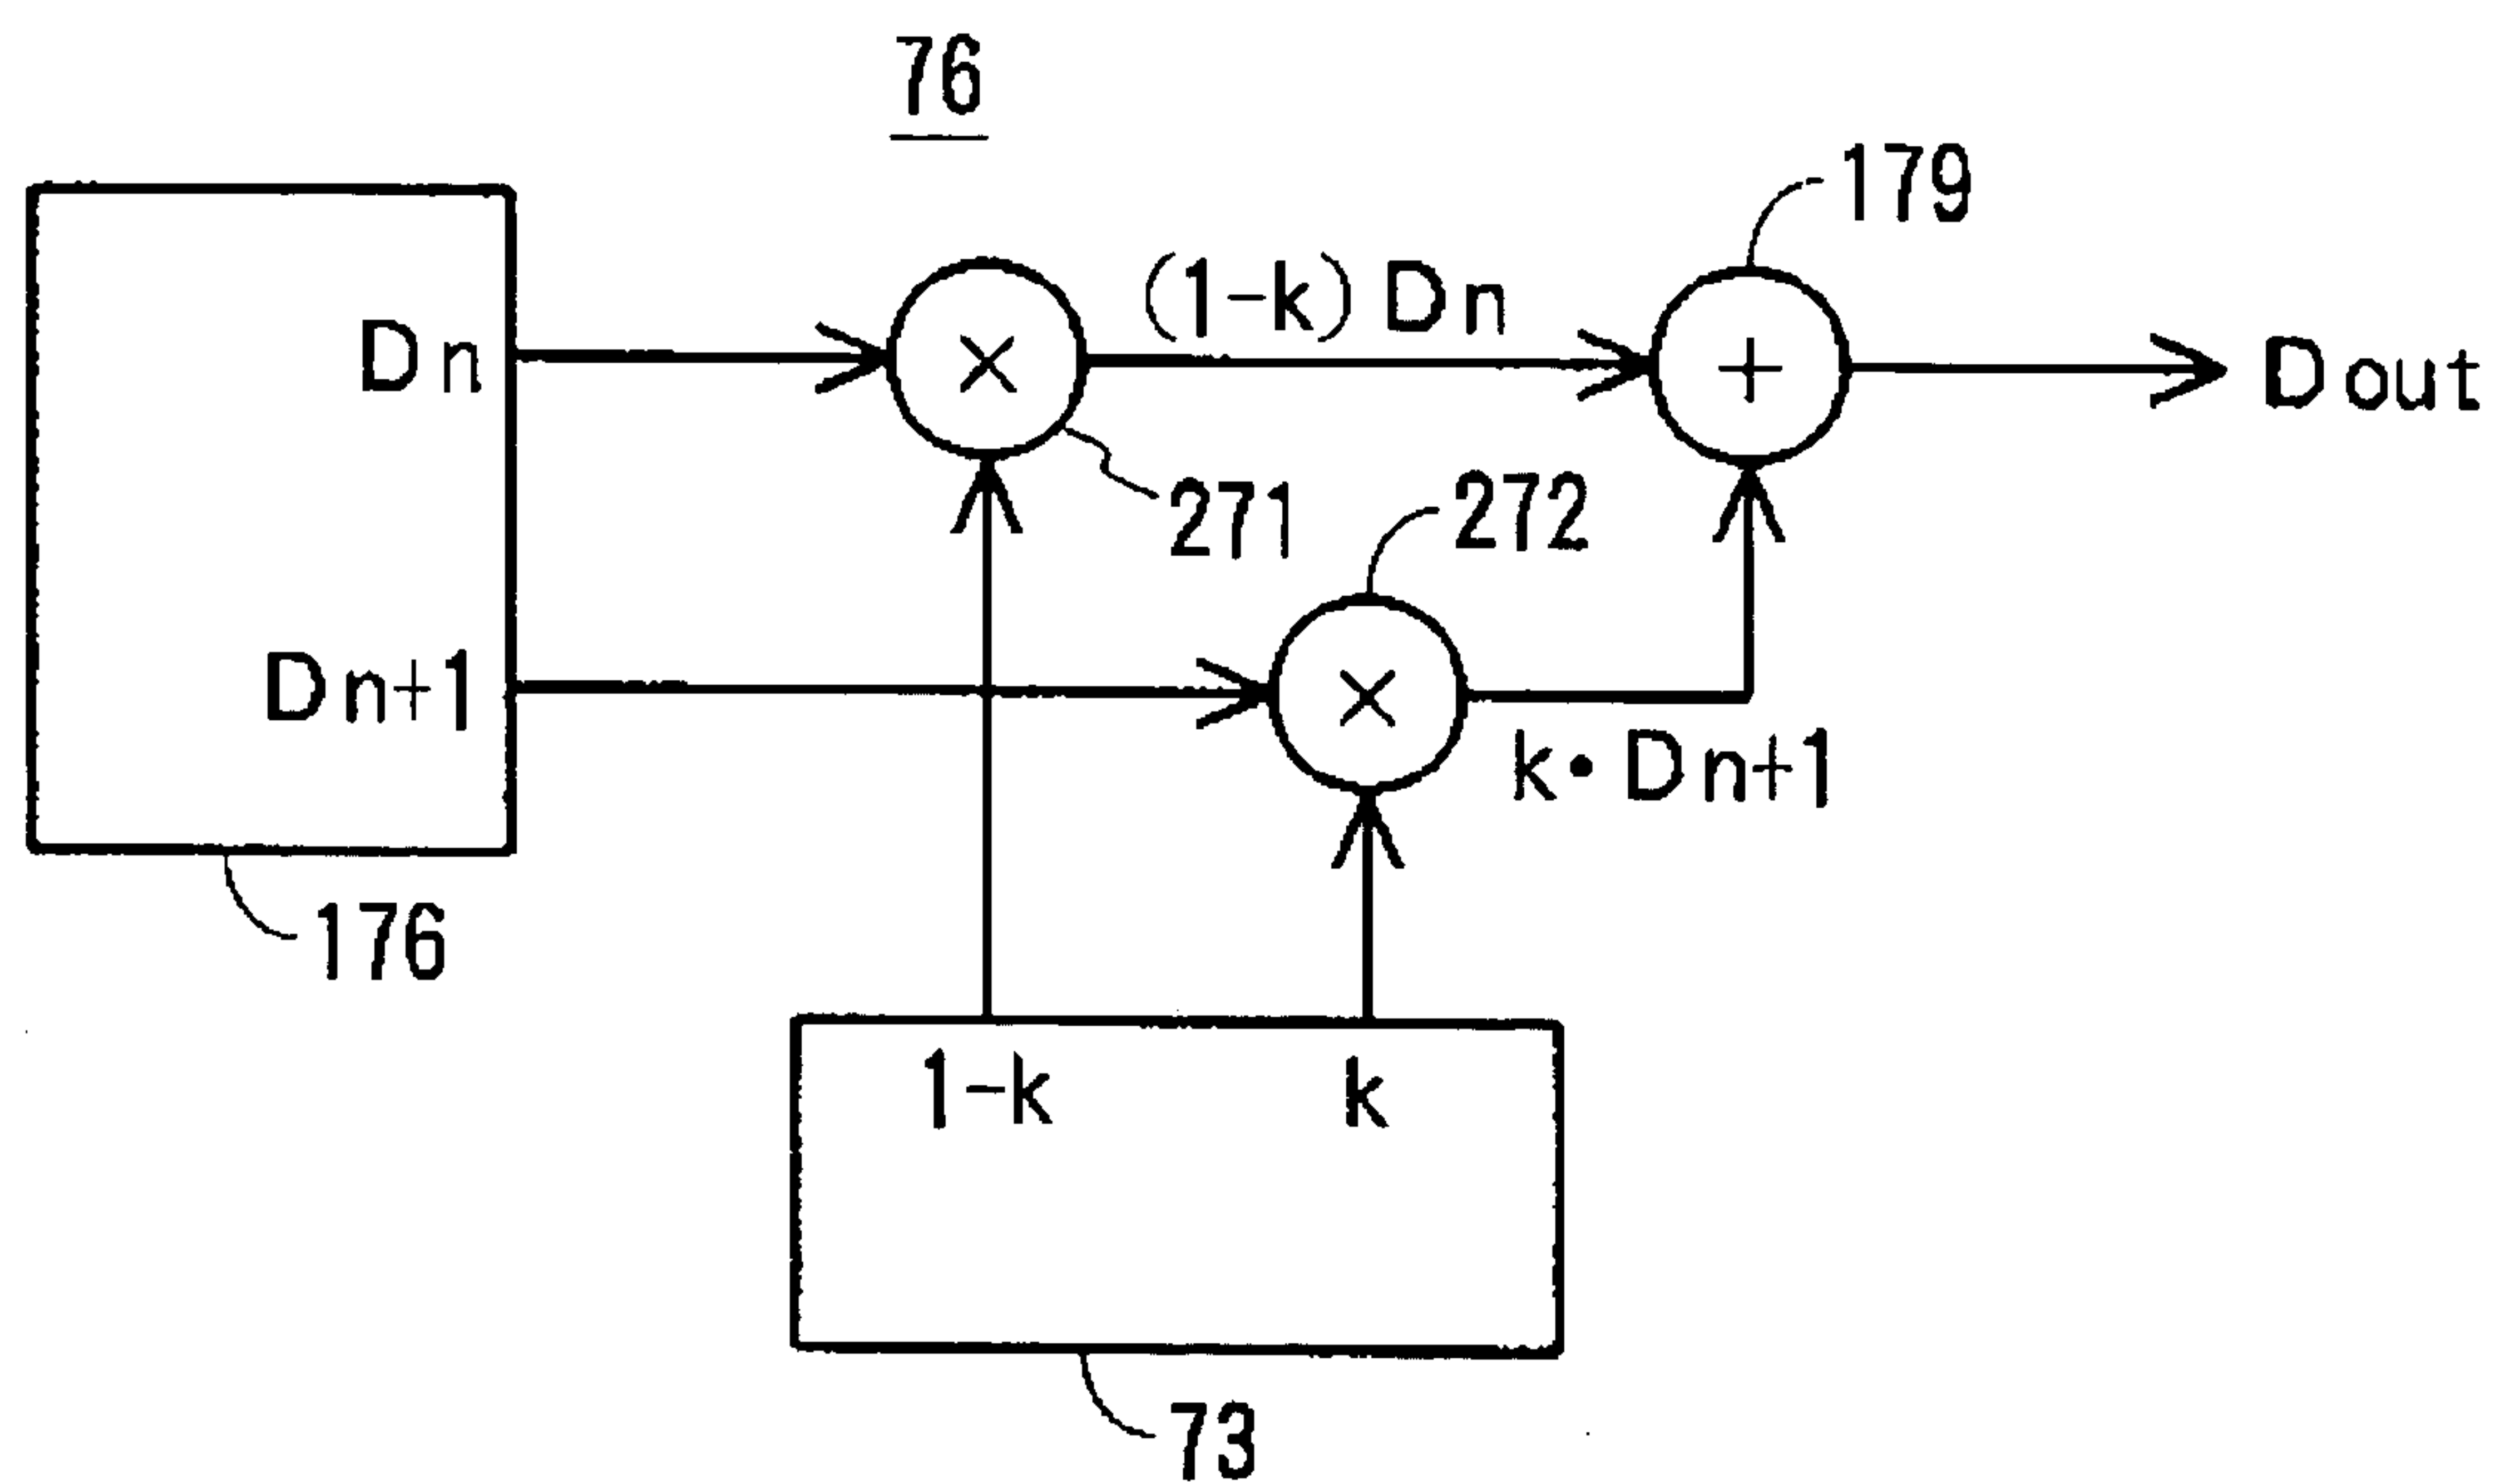 76
179
(1-k) Dn
Dn
×
+
Dout
271
272
Dn+1
×
k・Dn+1
176
1-k
k
73